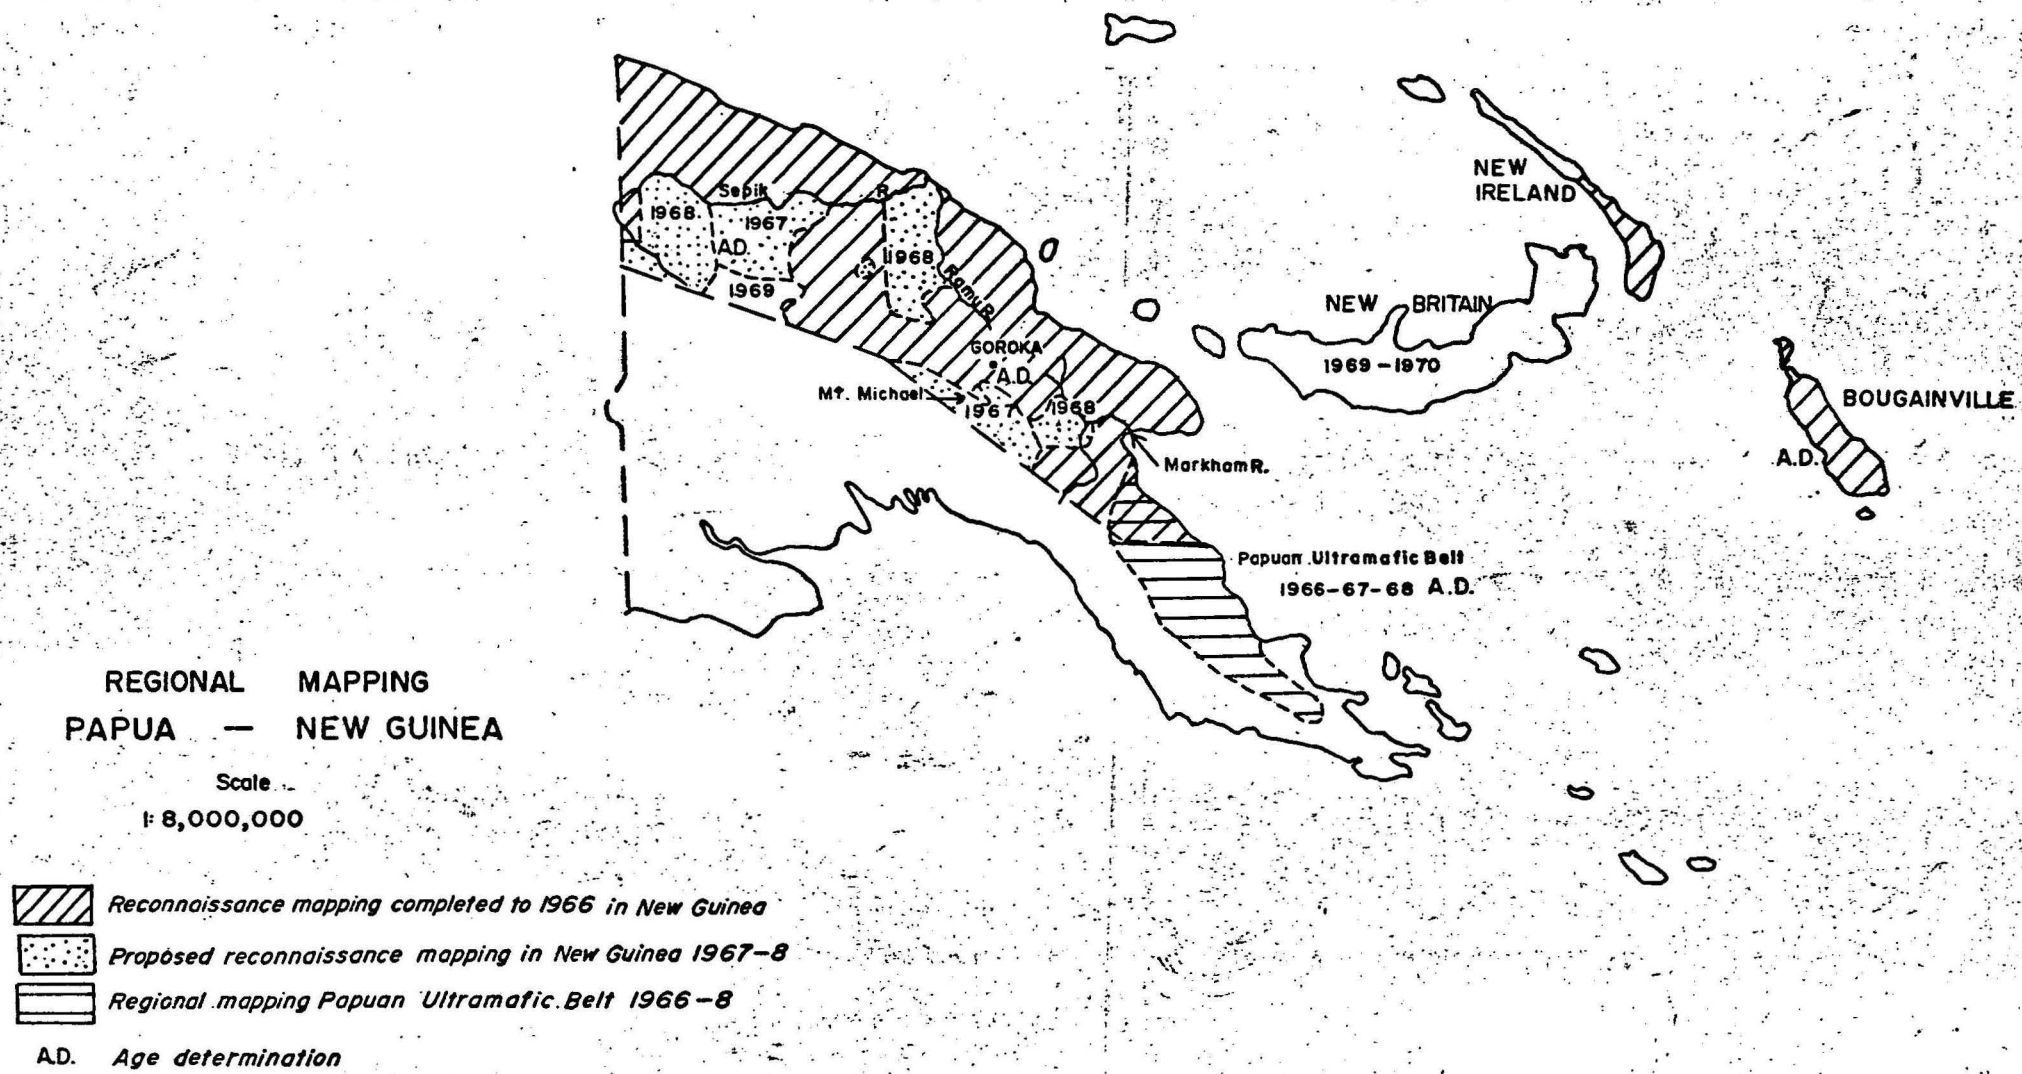 NEW
IRELAND
Sepik R.
1968
1967
A.D.
1968
1969
Ramu R.
NEW BRITAIN
1969-1970
GOROKA
A.D.
Mt. Michael
1967
1968
BOUGAINVILLE
A.D.
Markham R.
Papuan Ultramafic Belt
1966-67-68 A.D.
REGIONAL MAPPING
PAPUA — NEW GUINEA
Scale
1: 8,000,000
Reconnaissance mapping completed to 1966 in New Guinea
Proposed reconnaissance mapping in New Guinea 1967-8
Regional mapping Papuan Ultramafic Belt 1966-8
A.D. Age determination